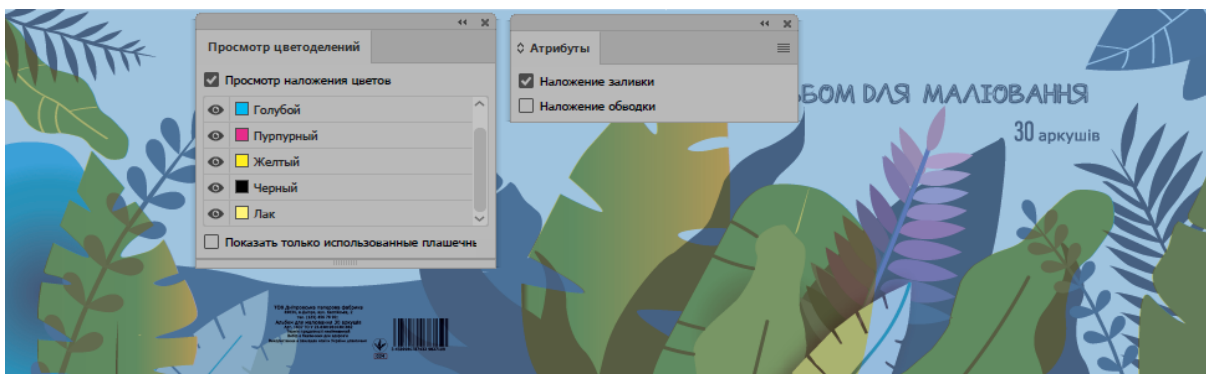 Просмотр цветоделений
Просмотр наложения цветов
Голубой
Пурпурный
Желтый
Черный
Лак
Показать только использованные плашечнь
Атрибуты
Наложение заливки
Наложение обводки
ЬБОМ ДЛЯ МАЛЮВАННЯ
30 аркушів